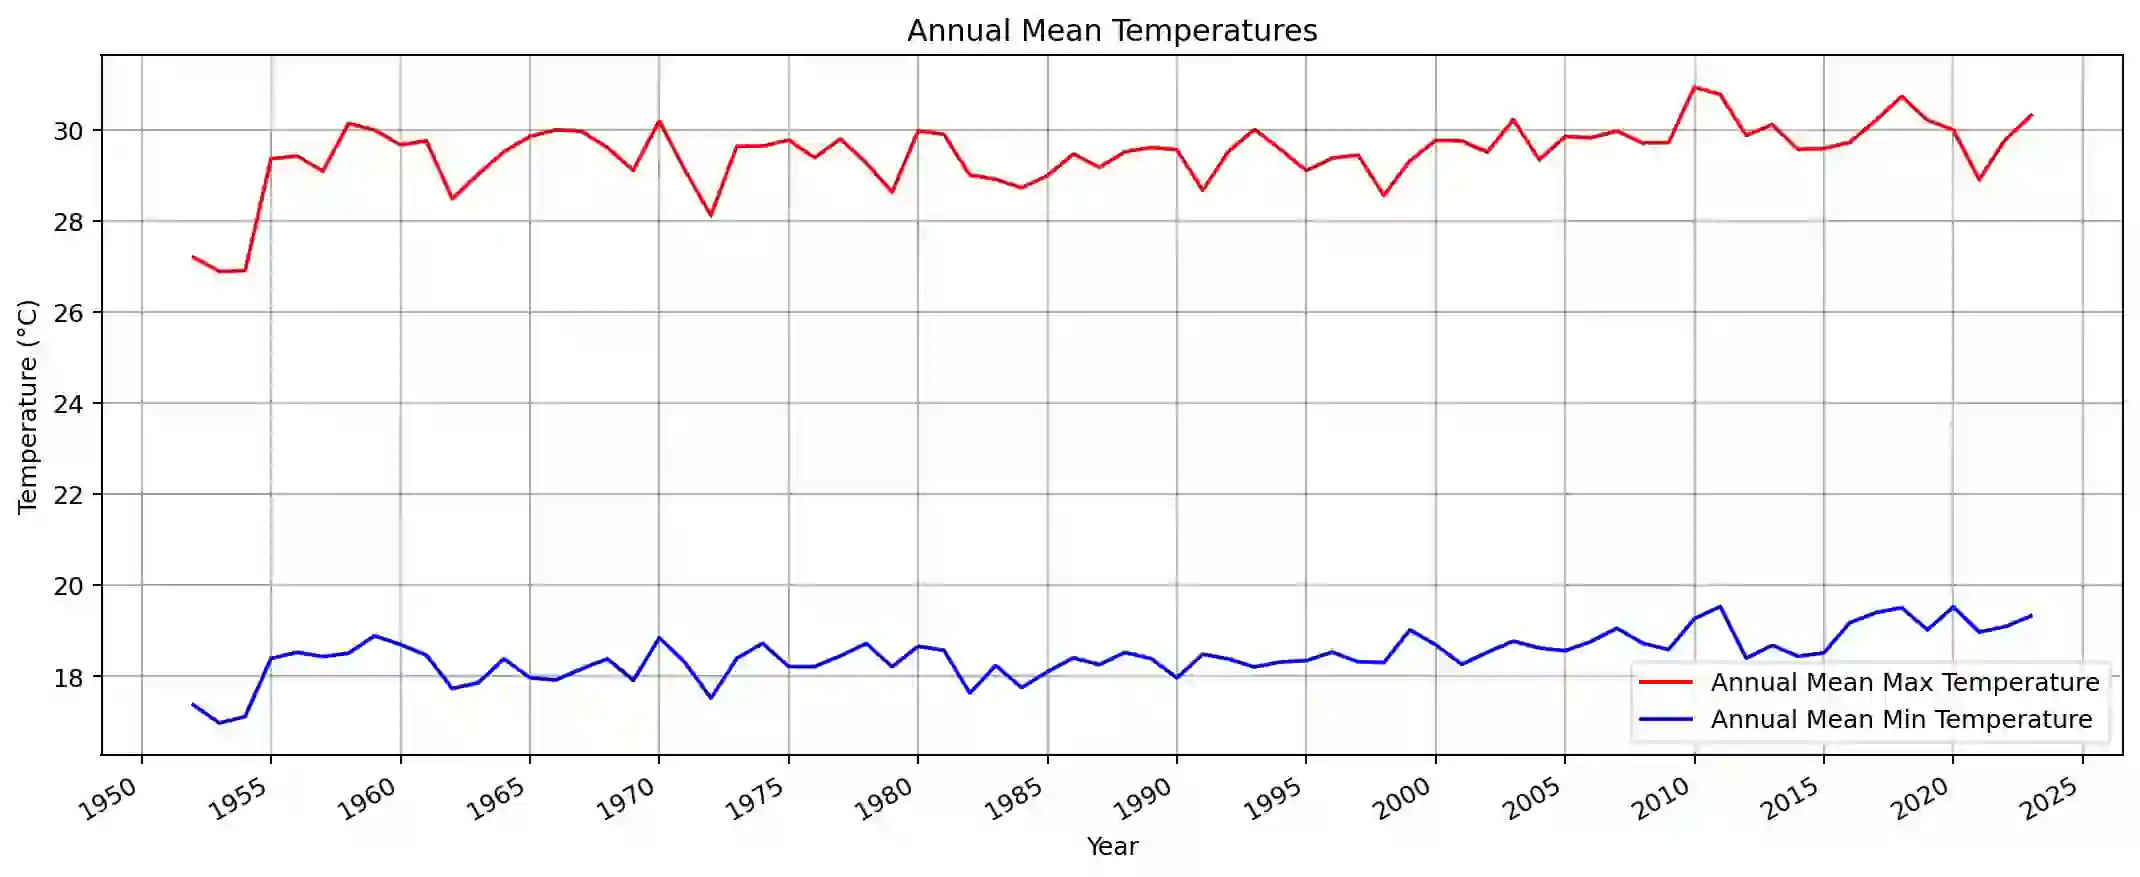 Annual Mean Temperatures
Temperature (°C)
30
28
26
24
22
20
18
Annual Mean Max Temperature
Annual Mean Min Temperature
1950 1955 1960 1965 1970 1975 1980 1985 1990 1995 2000 2005 2010 2015 2020 2025
Year